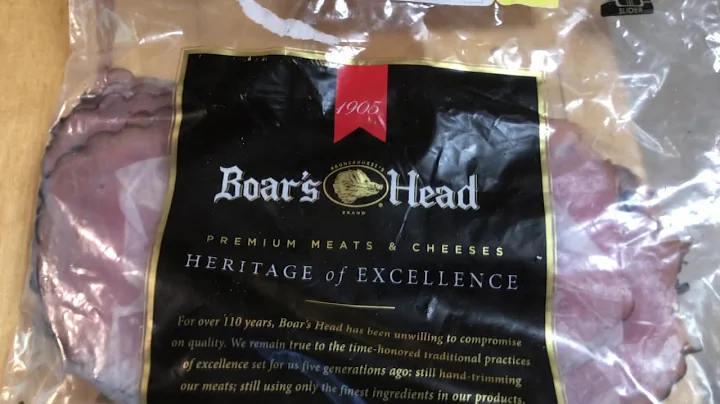 SLIDER
1905
BRUNCKHORST'S
Boar's Head
BRAND
PREMIUM MEATS & CHEESES
HERITAGE of EXCELLENCE
For over 110 years, Boar's Head has been unwilling to compromise
on quality. We remain true to the time-honored traditional practices
of excellence set for us five generations ago; still hand-trimming
our meats; still using only the finest ingredients in our products,